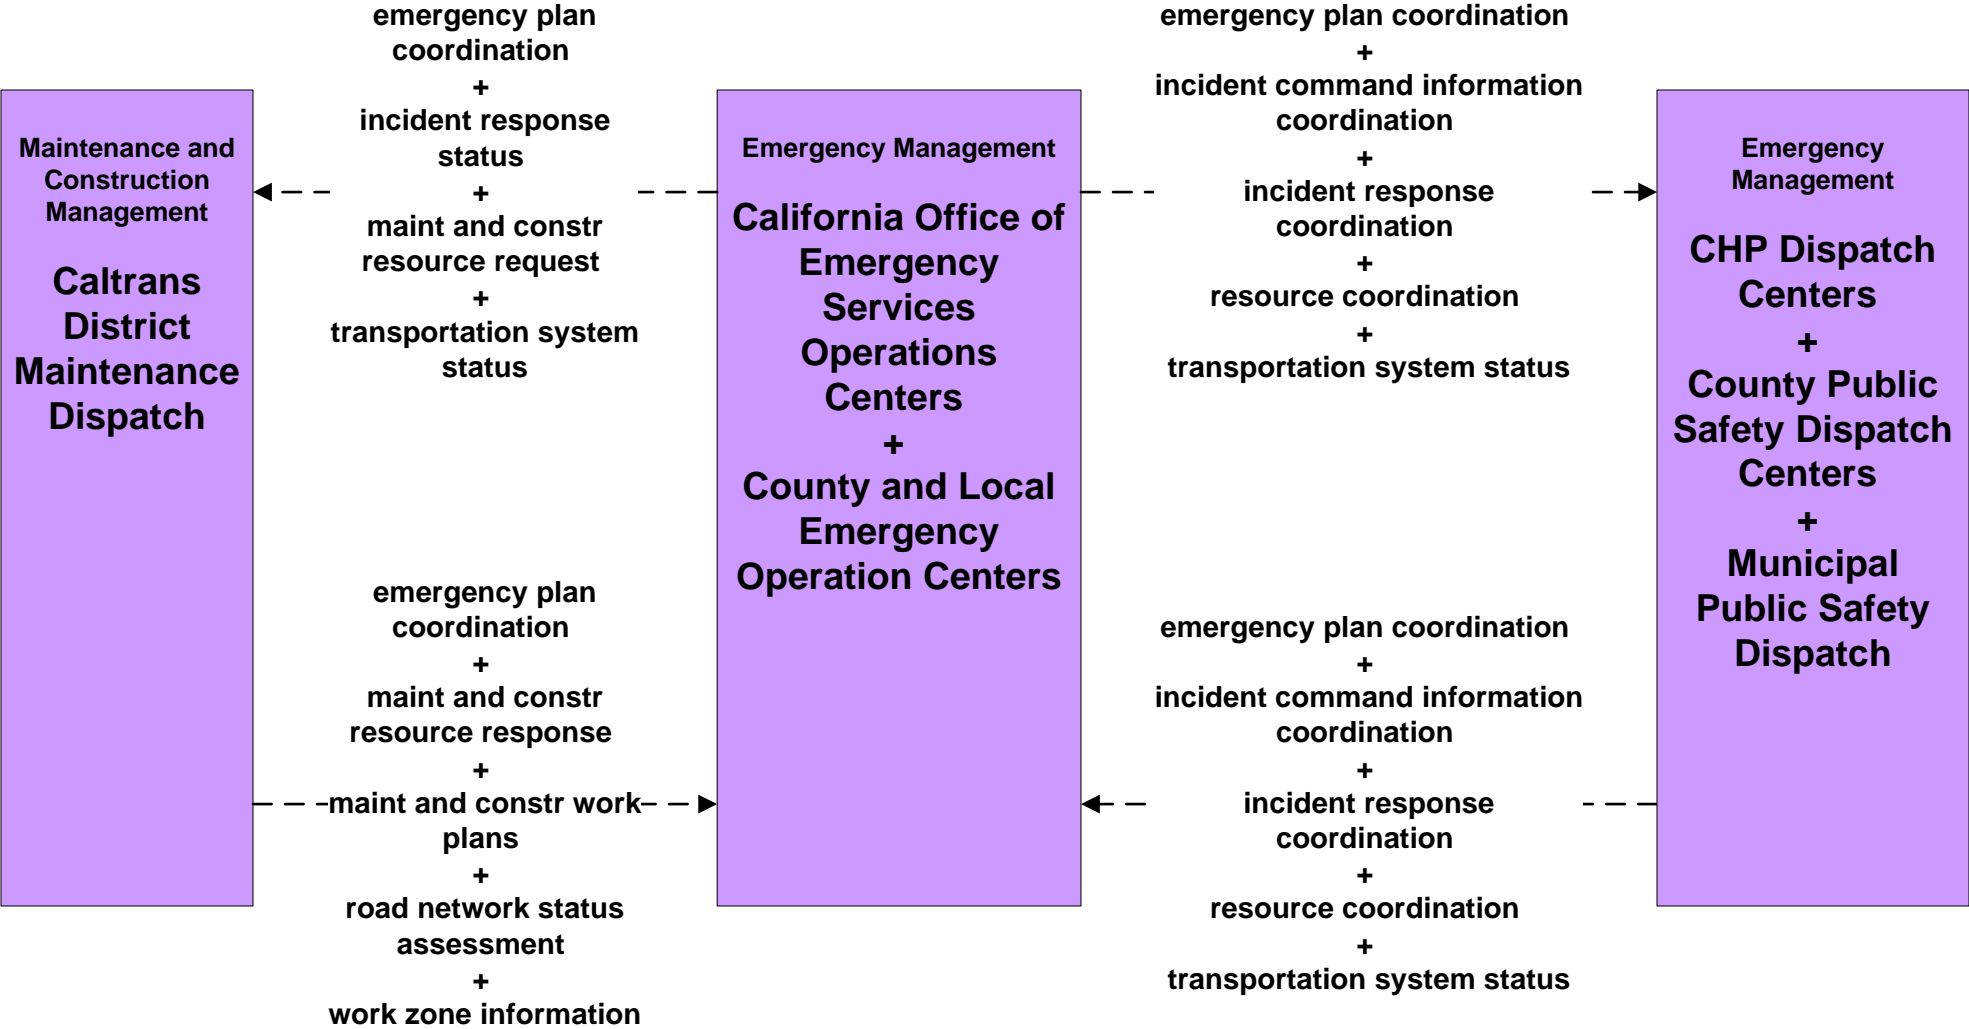 Maintenance and
Construction
Management
Caltrans
District
Maintenance
Dispatch
emergency plan
coordination
+
incident response
status
+
maint and constr
resource request
+
transportation system
status
emergency plan
coordination
+
maint and constr
resource response
+
maint and constr work
plans
+
road network status
assessment
+
work zone information
Emergency Management
California Office of
Emergency
Services
Operations
Centers
+
County and Local
Emergency
Operation Centers
emergency plan coordination
+
incident command information
coordination
+
incident response
coordination
+
resource coordination
+
transportation system status
emergency plan coordination
+
incident command information
coordination
+
incident response
coordination
+
resource coordination
+
transportation system status
Emergency
Management
CHP Dispatch
Centers
+
County Public
Safety Dispatch
Centers
+
Municipal
Public Safety
Dispatch